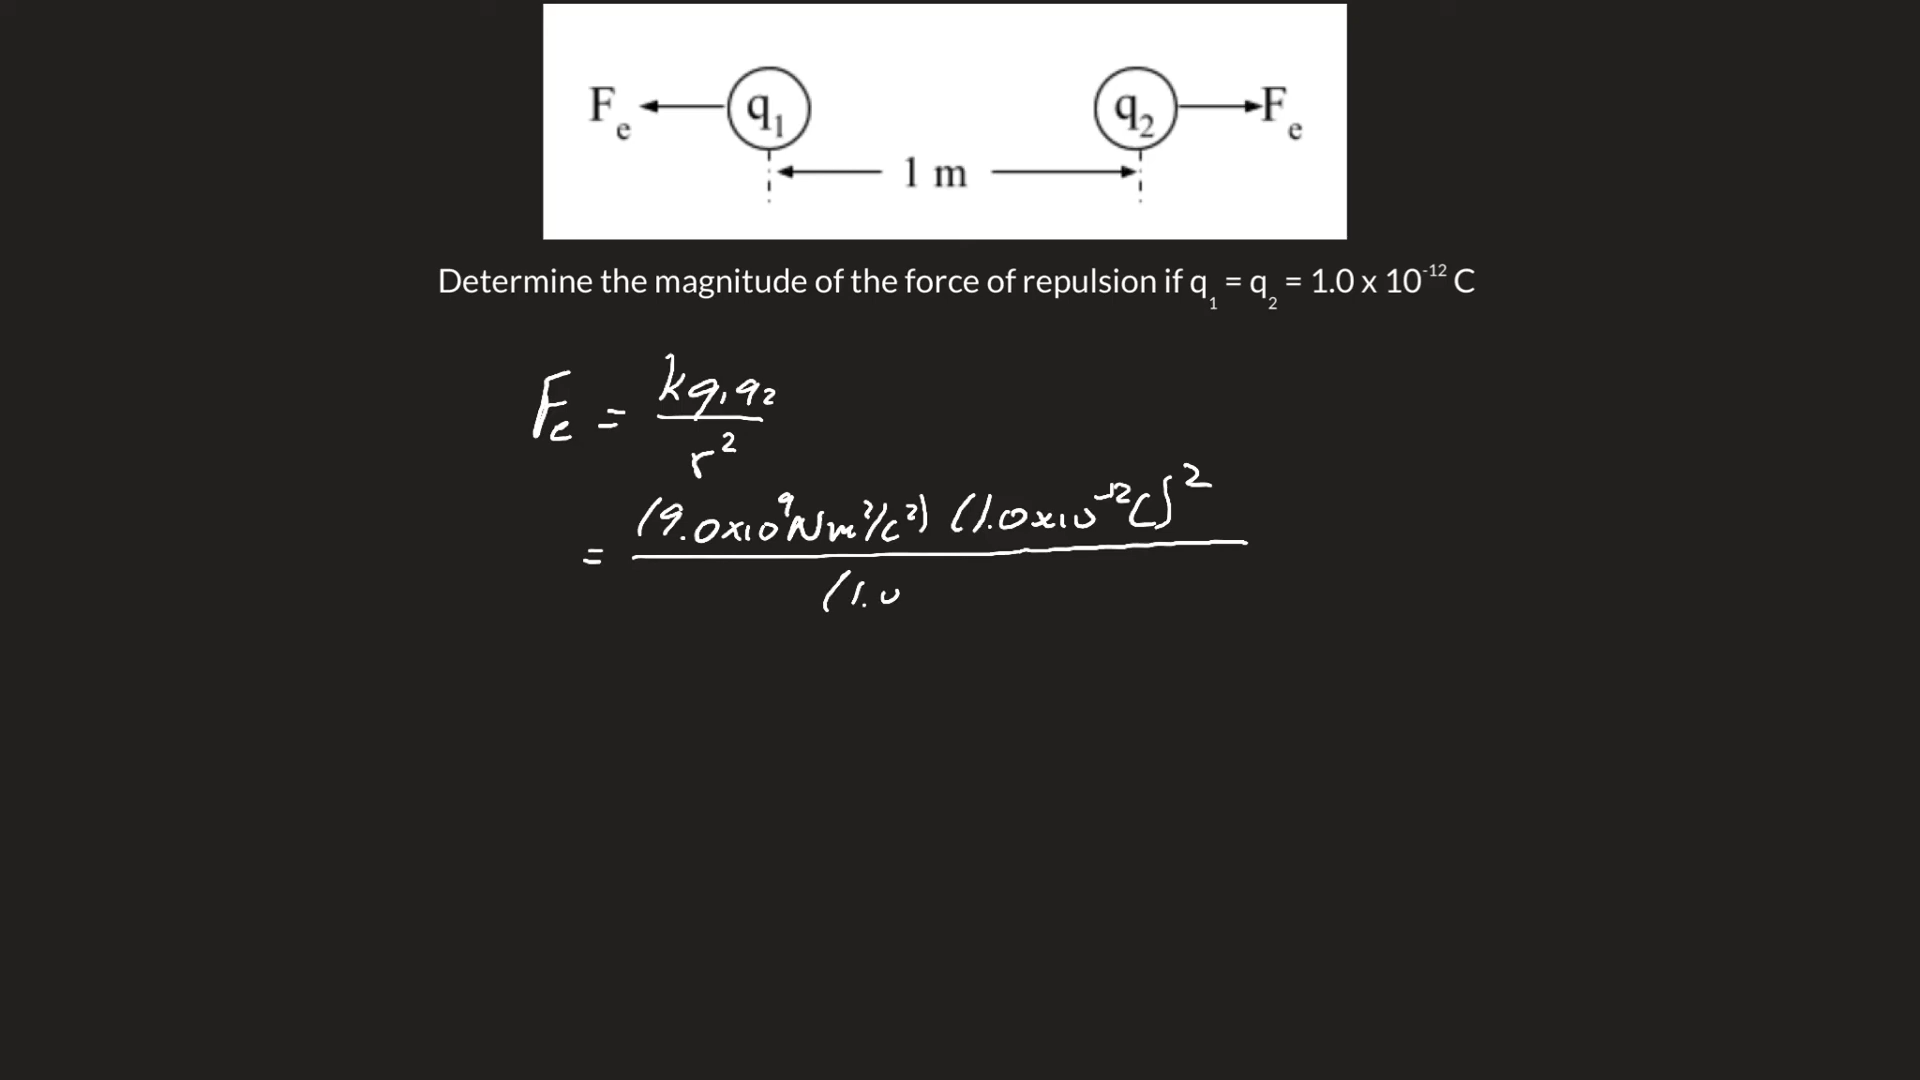 Fe q1 q2 Fe
1 m
Determine the magnitude of the force of repulsion if q₁ = q₂ = 1.0 x 10⁻¹² C
Fe = kq₁q₂
r²
= (9.0x10⁹Nm²/c²) (1.0x10⁻¹²C)²
(1.0